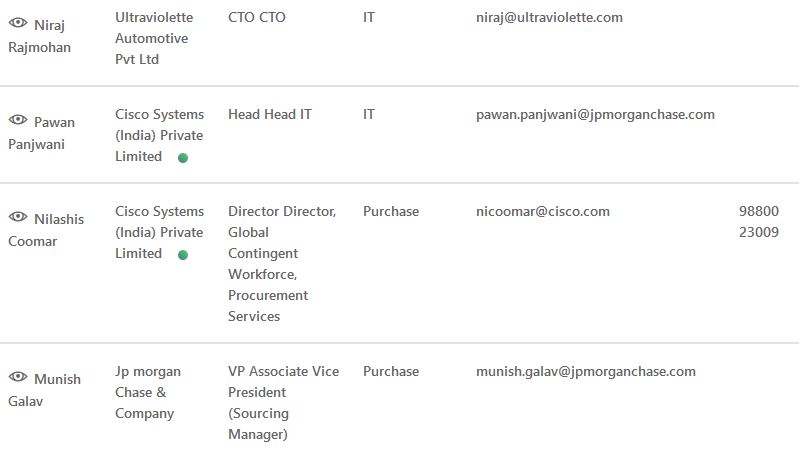 Niraj Rajmohan
Ultraviolette Automotive Pvt Ltd
CTO CTO
IT
niraj@ultraviolette.com
Pawan Panjwani
Cisco Systems (India) Private Limited
Head Head IT
IT
pawan.panjwani@jpmorganchase.com
Nilashis Coomar
Cisco Systems (India) Private Limited
Director Director, Global Contingent Workforce, Procurement Services
Purchase
nicoomar@cisco.com
98800 23009
Munish Galav
Jp morgan Chase & Company
VP Associate Vice President (Sourcing Manager)
Purchase
munish.galav@jpmorganchase.com